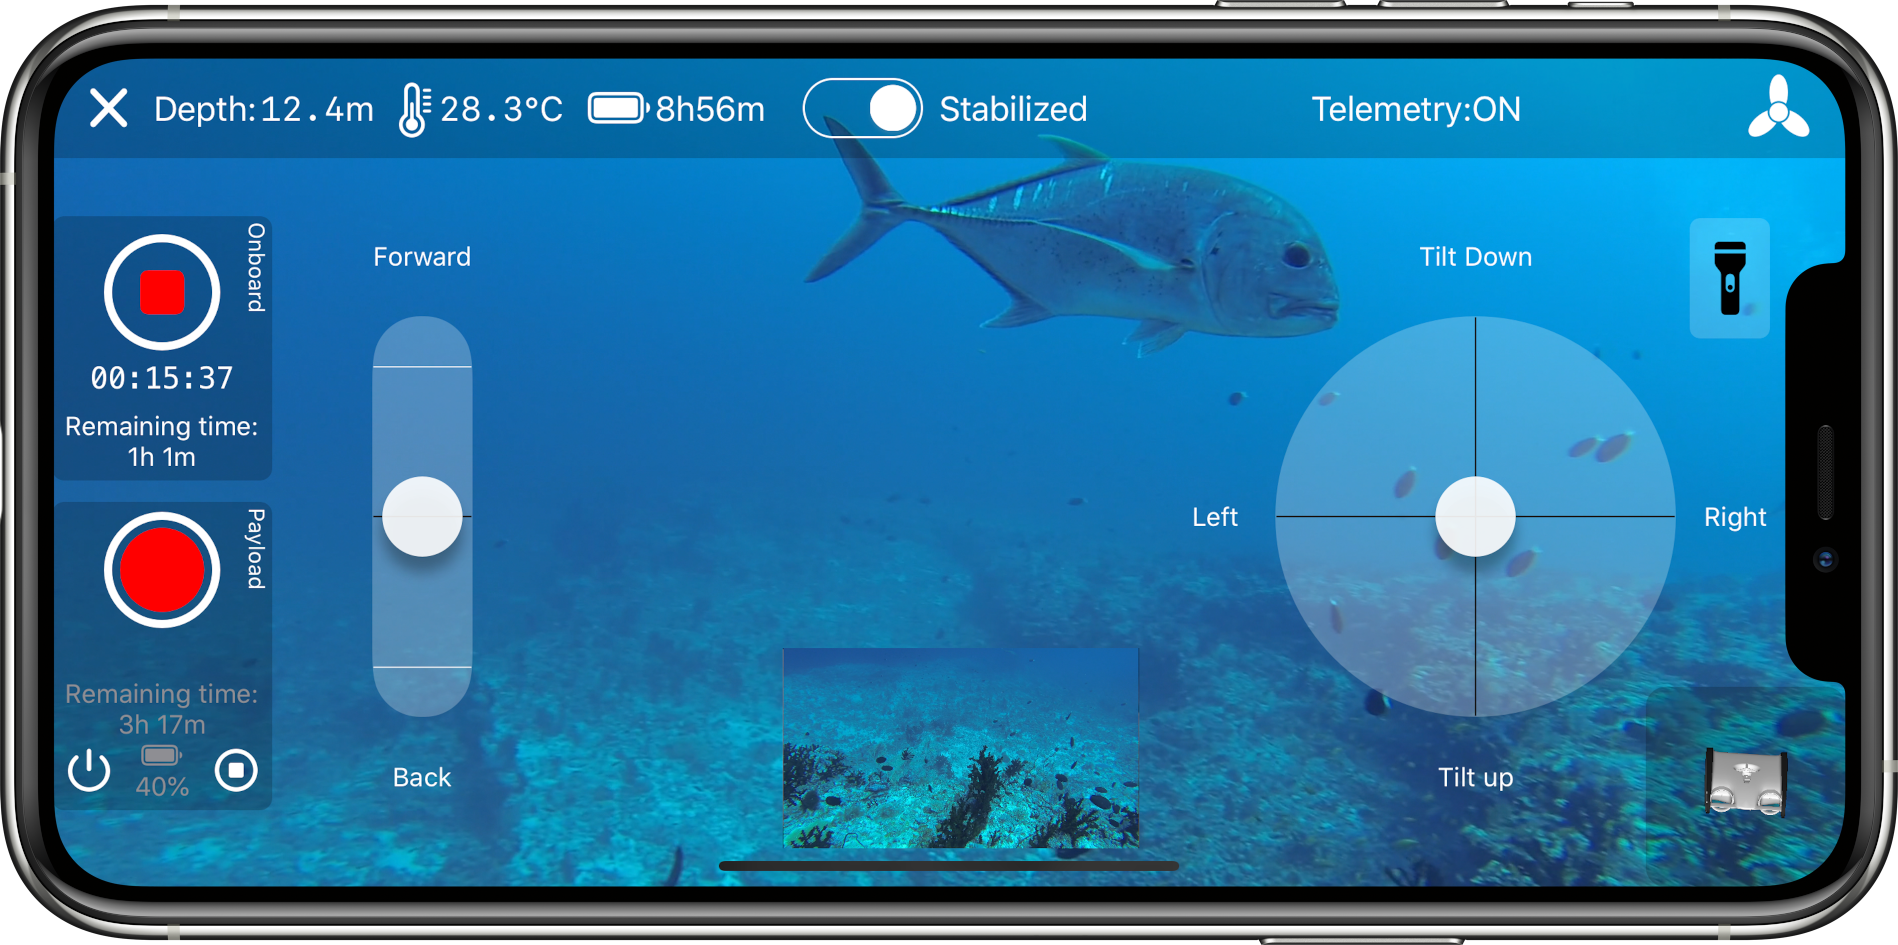 Depth:12.4m
28.3°C
8h56m
Stabilized
Telemetry:ON
Onboard
00:15:37
Remaining time:
1h 1m
Payload
Remaining time:
3h 17m
40%
Forward
Back
Tilt Down
Left
Right
Tilt up